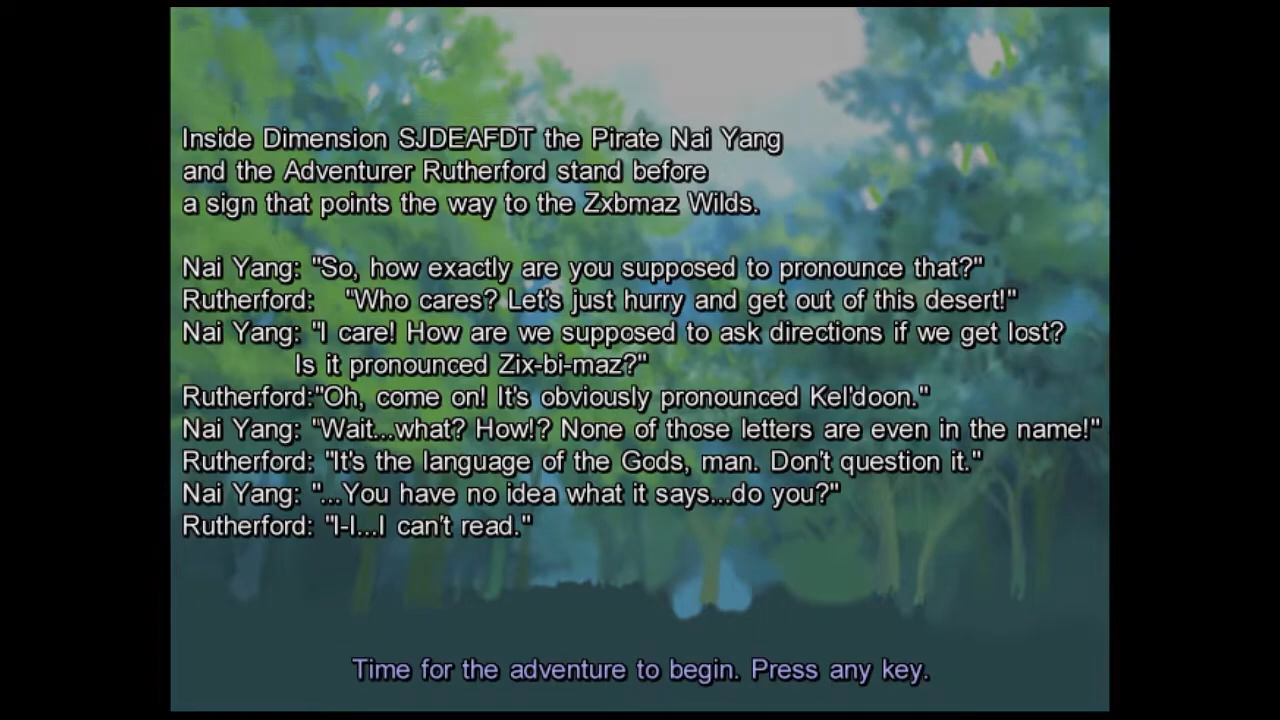 Inside Dimension SJDEAFDT the Pirate Nai Yang
and the Adventurer Rutherford stand before
a sign that points the way to the Zxbmaz Wilds.
Nai Yang: "So, how exactly are you supposed to pronounce that?"
Rutherford: "Who cares? Let's just hurry and get out of this desert!"
Nai Yang: "I care! How are we supposed to ask directions if we get lost?
Is it pronounced Zix-bi-maz?"
Rutherford:"Oh, come on! It's obviously pronounced Kel'doon."
Nai Yang: "Wait...what? How!? None of those letters are even in the name!"
Rutherford: "It's the language of the Gods, man. Don't question it."
Nai Yang: "...You have no idea what it says...do you?"
Rutherford: "I-I...I can't read."
Time for the adventure to begin. Press any key.